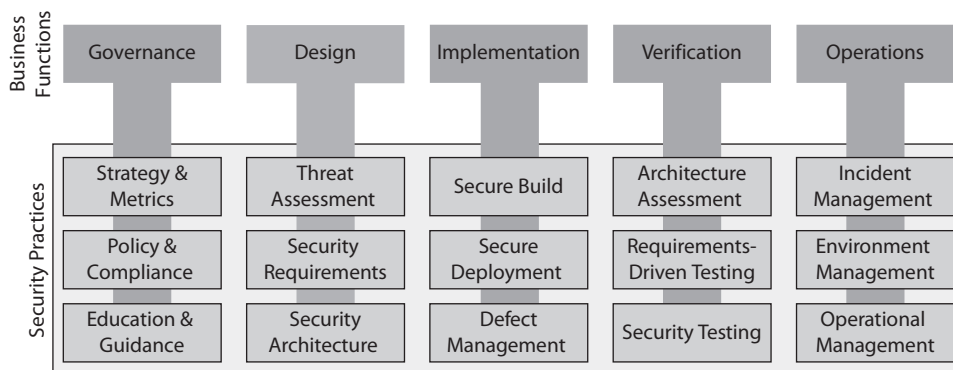 Business
Functions
Governance
Design
Implementation
Verification
Operations
Security Practices
Strategy &
Metrics
Threat
Assessment
Secure Build
Architecture
Assessment
Incident
Management
Policy &
Compliance
Security
Requirements
Secure
Deployment
Requirements-
Driven Testing
Environment
Management
Education &
Guidance
Security
Architecture
Defect
Management
Security Testing
Operational
Management